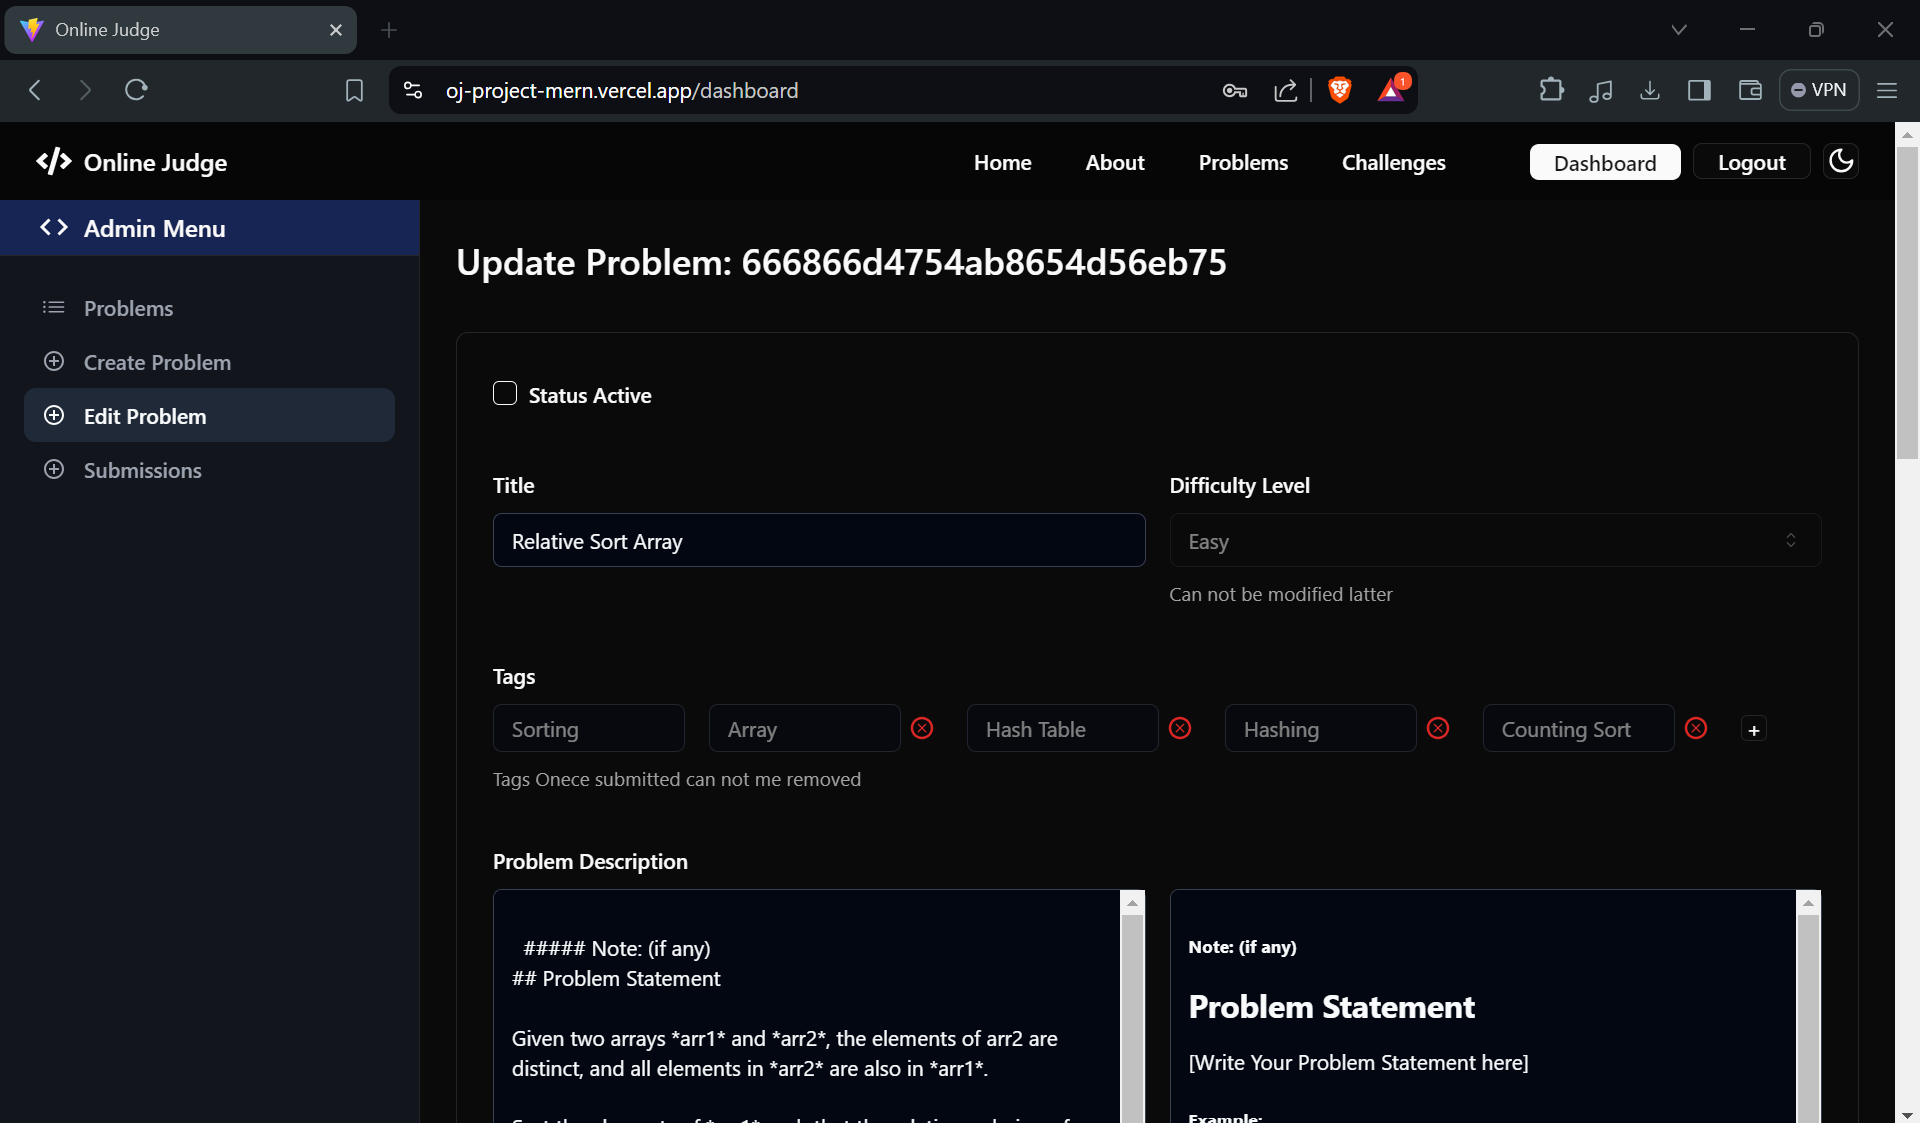 Online Judge
oj-project-mern.vercel.app/dashboard
1
VPN
</> Online Judge
Home
About
Problems
Challenges
Dashboard
Logout
<> Admin Menu
Problems
Create Problem
Edit Problem
Submissions
Update Problem: 666866d4754ab8654d56eb75
Status Active
Title
Difficulty Level
Relative Sort Array
Easy
Can not be modified latter
Tags
Sorting
Array
Hash Table
Hashing
Counting Sort
+
Tags Onece submitted can not me removed
Problem Description
##### Note: (if any)
## Problem Statement
Given two arrays *arr1* and *arr2*, the elements of arr2 are
distinct, and all elements in *arr2* are also in *arr1*.
Note: (if any)
Problem Statement
[Write Your Problem Statement here]
Example: